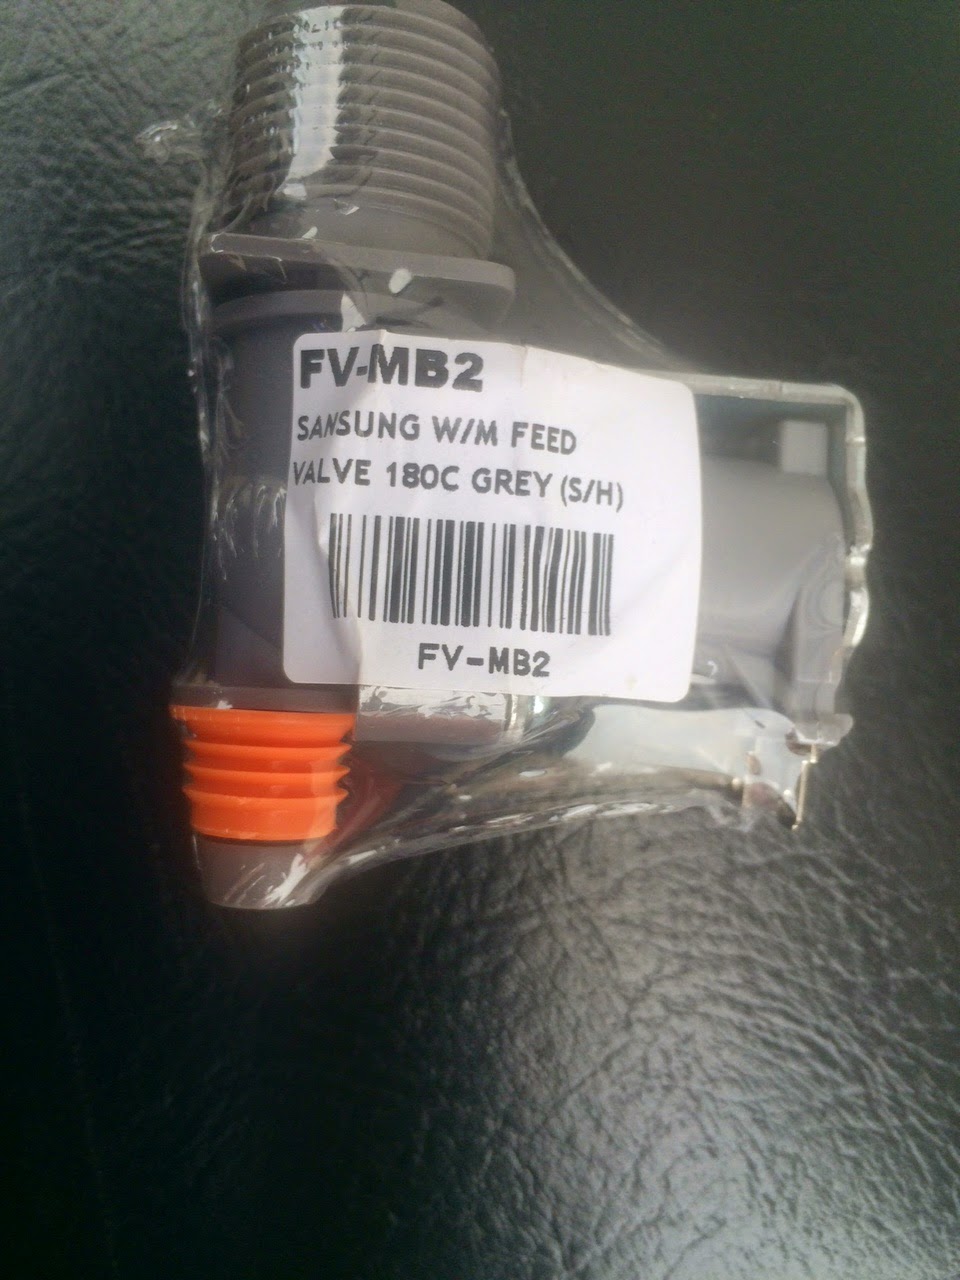 FV-MB2
SANSUNG W/M FEED
VALVE 180C GREY (S/H)
FV-MB2